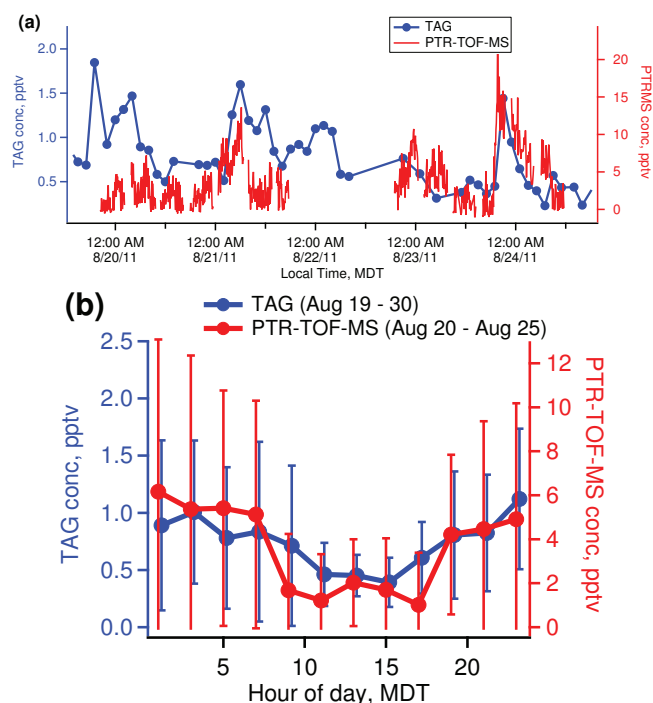 (a)
TAG
PTR-TOF-MS
TAG conc, pptv
2.0
1.5
1.0
0.5
PTRMS conc, pptv
20
15
10
5
0
12:00 AM 12:00 AM 12:00 AM 12:00 AM 12:00 AM
8/20/11 8/21/11 8/22/11 8/23/11 8/24/11
Local Time, MDT
(b)
TAG (Aug 19 - 30)
PTR-TOF-MS (Aug 20 - Aug 25)
TAG conc, pptv
2.5
2.0
1.5
1.0
0.5
0.0
PTR-TOF-MS conc, pptv
12
10
8
6
4
2
0
5 10 15 20
Hour of day, MDT